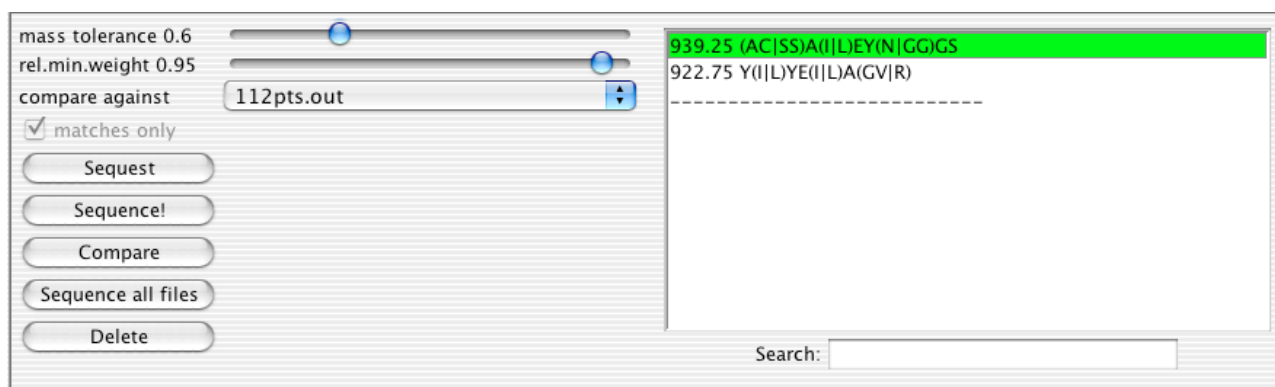 mass tolerance 0.6
rel.min.weight 0.95
compare against 112pts.out
matches only
Sequest
Sequence!
Compare
Sequence all files
Delete
939.25 (AC|SS)A(I|L)EY(N|GG)GS
922.75 Y(I|L)YE(I|L)A(GV|R)
---------------------------
Search: